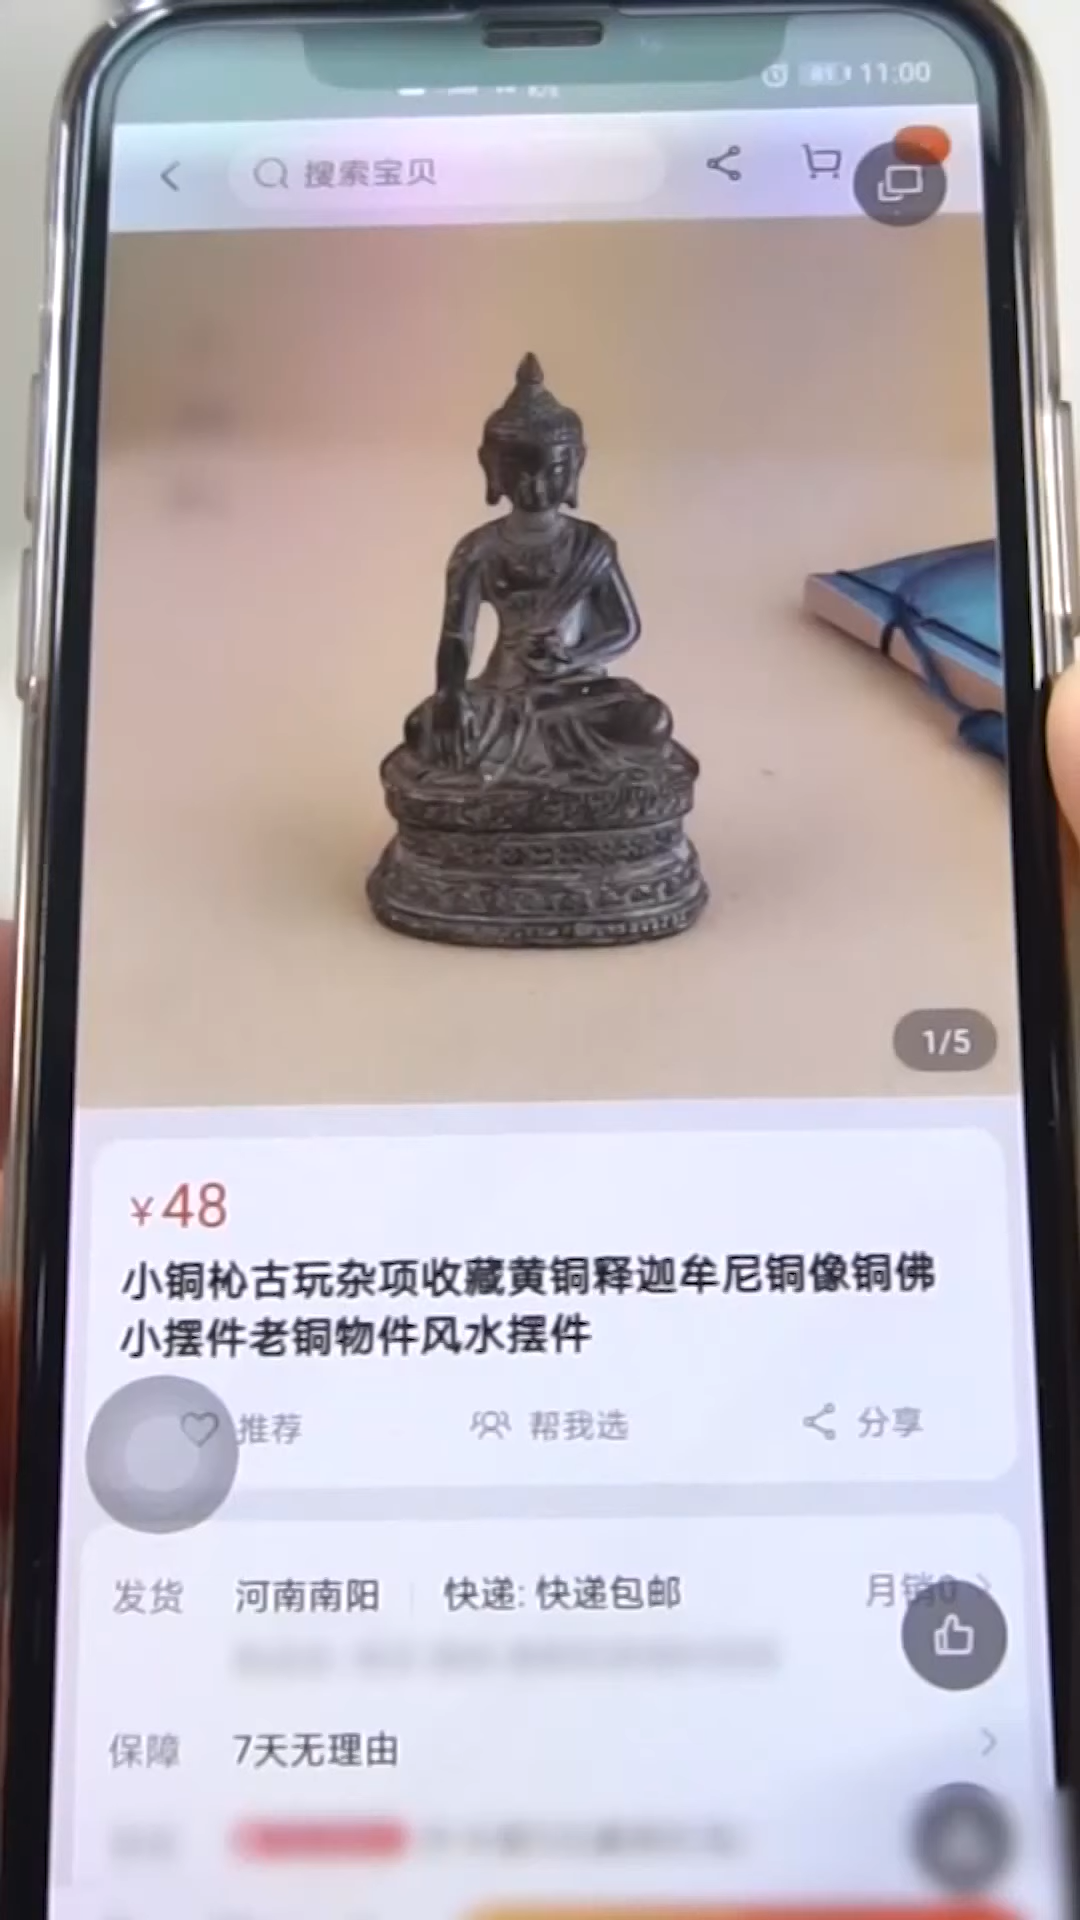 11:00
搜索宝贝
1/5
¥48
小铜杺古玩杂项收藏黄铜释迦牟尼铜像铜佛
小摆件老铜物件风水摆件
推荐 帮我选 分享
发货 河南南阳 快递: 快递包邮 月销0
保障 7天无理由